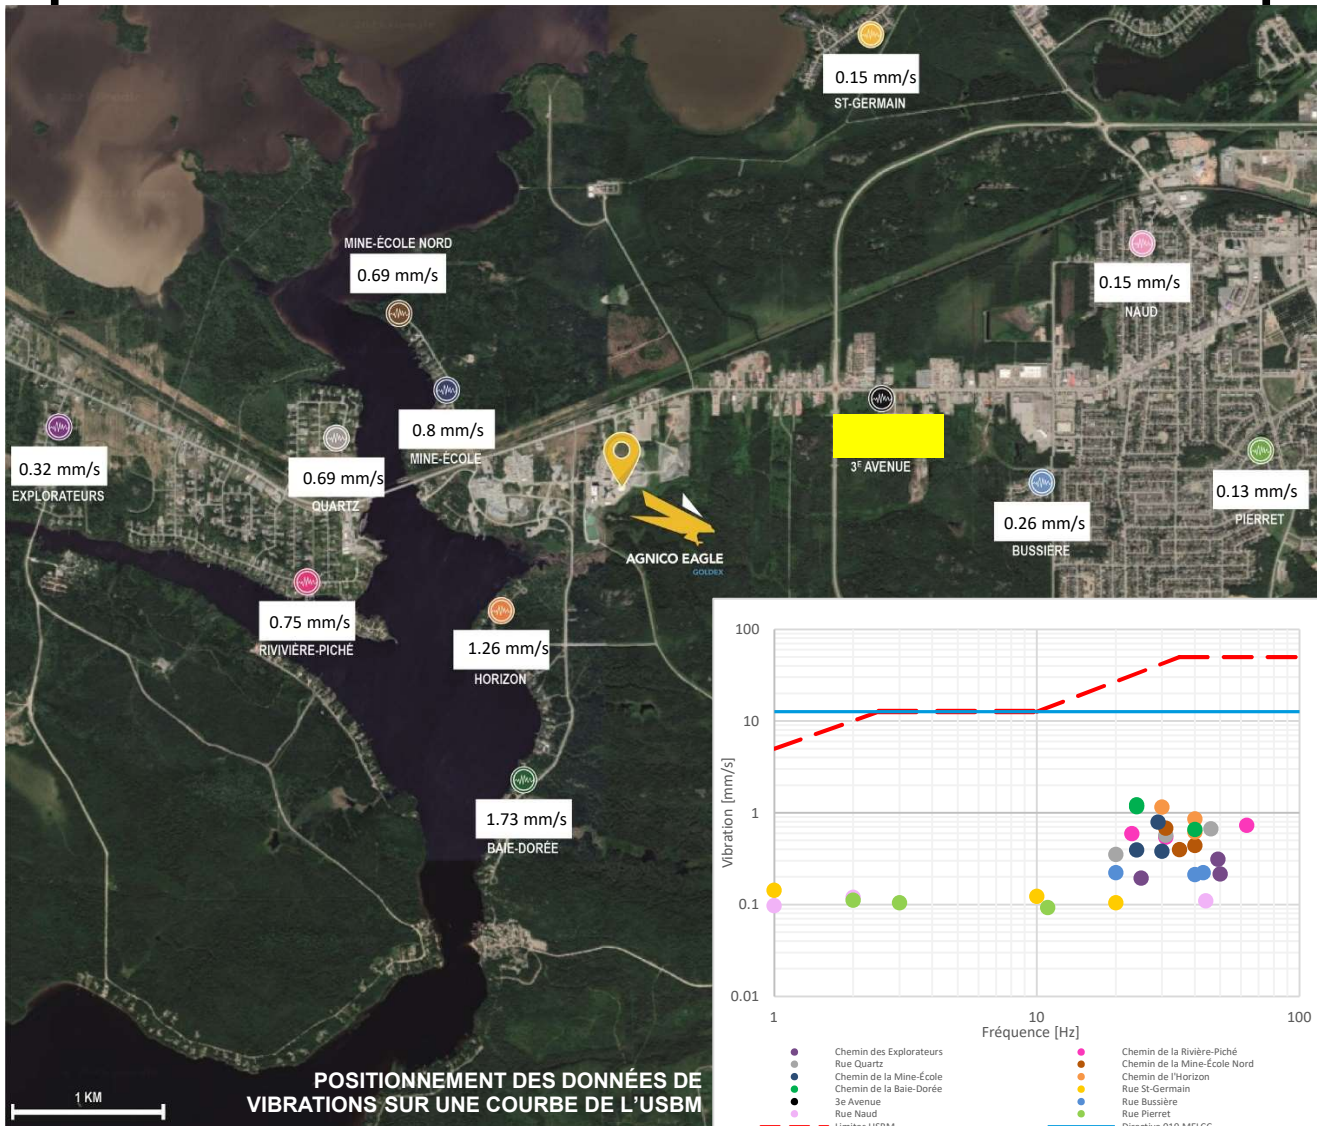 0.15 mm/s
ST-GERMAIN
MINE-ÉCOLE NORD
0.69 mm/s
0.15 mm/s
NAUD
0.8 mm/s
MINE-ÉCOLE
0.32 mm/s
EXPLORATEURS
0.69 mm/s
QUARTZ
3E AVENUE
0.13 mm/s
PIERRET
0.26 mm/s
BUSSIÈRE
AGNICO EAGLE
GOLDEX
0.75 mm/s
RIVIVIÈRE-PICHÉ
1.26 mm/s
HORIZON
1.73 mm/s
BAIE-DORÉE
POSITIONNEMENT DES DONNÉES DE
VIBRATIONS SUR UNE COURBE DE L'USBM
1 KM
100
10
1
0.1
0.01
Vibration [mm/s]
1
10
100
Fréquence [Hz]
Chemin des Explorateurs
Chemin de la Rivière-Piché
Rue Quartz
Chemin de la Mine-École Nord
Chemin de la Mine-École
Chemin de l'Horizon
Chemin de la Baie-Dorée
Rue St-Germain
3e Avenue
Rue Bussière
Rue Naud
Rue Pierret
Limites USBM
Directive 019 MELCC